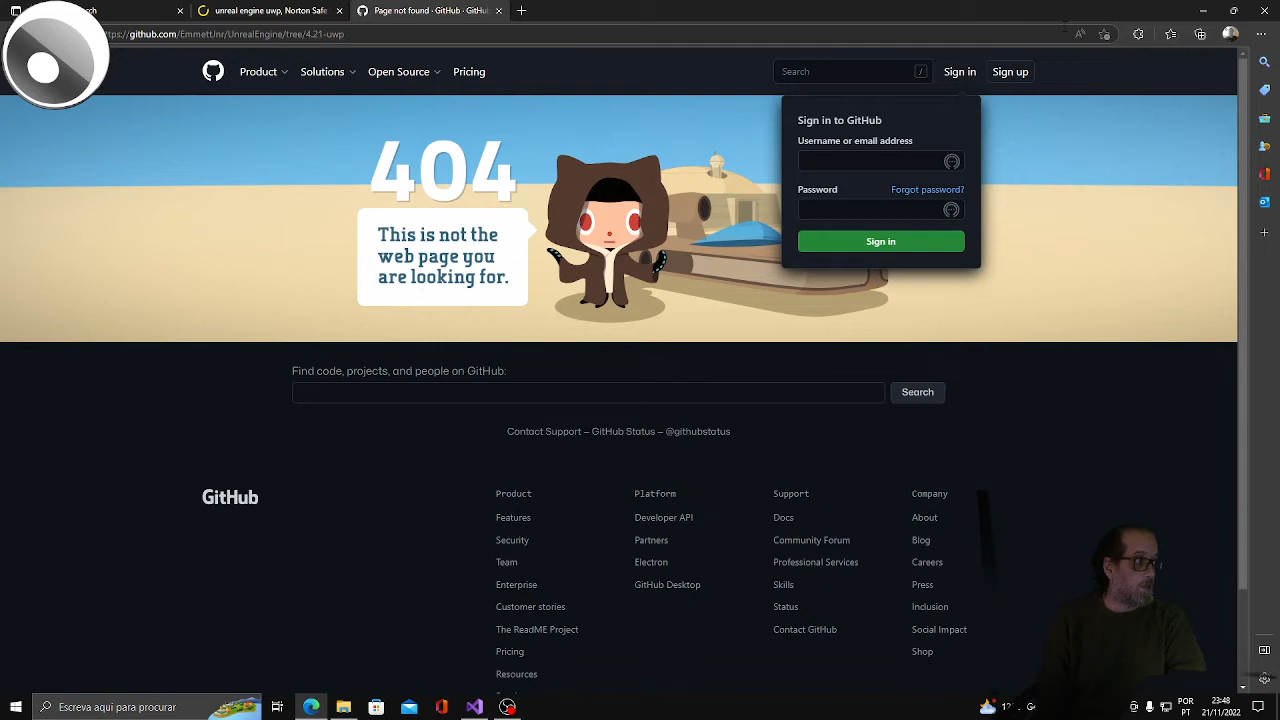 ch
unreal engine uwp, Norton Safe
Page not found · GitHub · GitHub
ttps://github.com/EmmettJnr/UnrealEngine/tree/4.21-uwp
Product
Solutions
Open Source
Pricing
Search
/
Sign in
Sign up
404
This is not the
web page you
are looking for.
Sign in to GitHub
Username or email address
Password
Forgot password?
Sign in
Find code, projects, and people on GitHub:
Search
Contact Support — GitHub Status — @githubstatus
GitHub
Product
Features
Security
Team
Enterprise
Customer stories
The ReadME Project
Pricing
Resources
Platform
Developer API
Partners
Electron
GitHub Desktop
Support
Docs
Community Forum
Professional Services
Skills
Status
Contact GitHub
Company
About
Blog
Careers
Press
Inclusion
Social Impact
Shop
Escreva aqui para procurar
POR
PT
23:48
21/11/2022